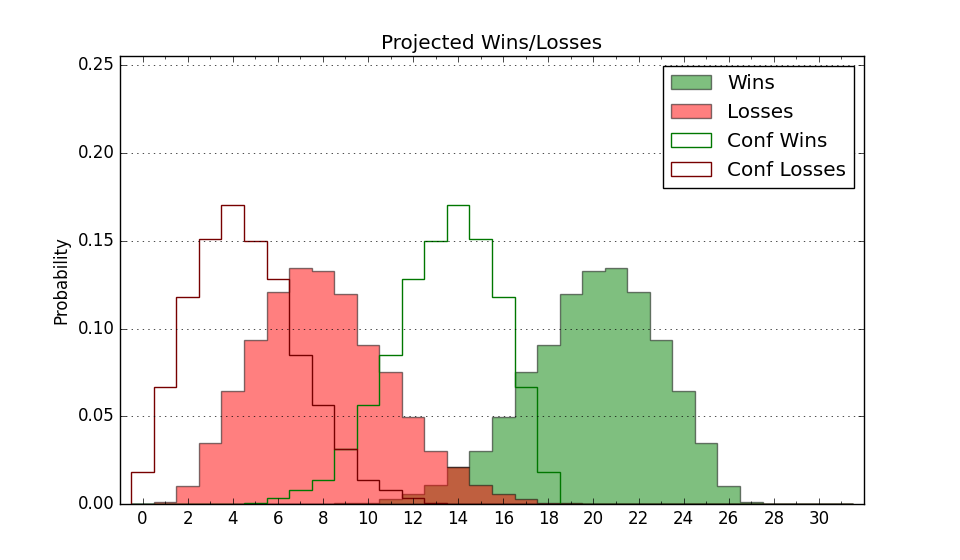 Projected Wins/Losses
0.25
0.20
0.15
0.10
0.05
0.00
Probability
Wins
Losses
Conf Wins
Conf Losses
0 2 4 6 8 10 12 14 16 18 20 22 24 26 28 30